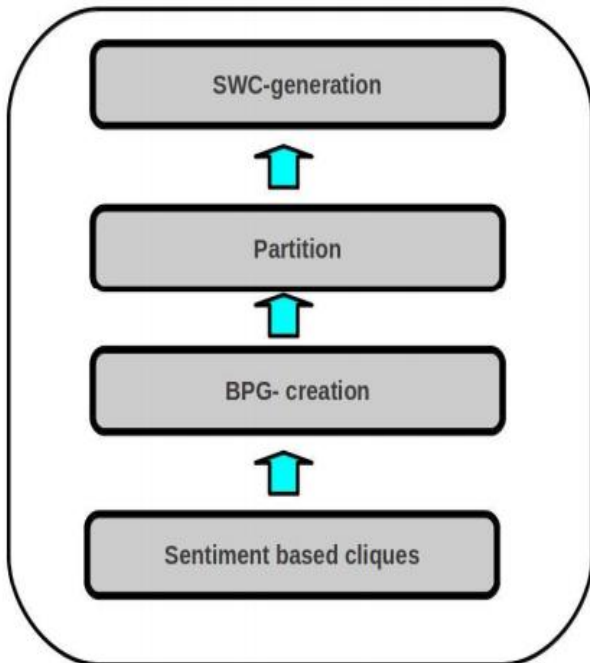 SWC-generation
Partition
BPG- creation
Sentiment based cliques